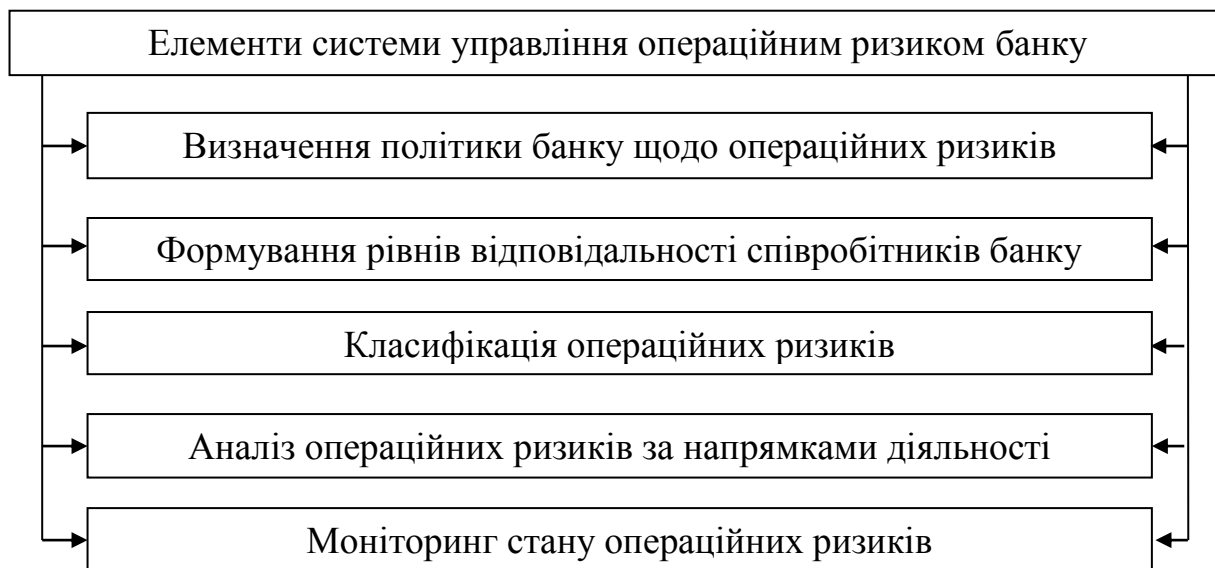 Елементи системи управління операційним ризиком банку
Визначення політики банку щодо операційних ризиків
Формування рівнів відповідальності співробітників банку
Класифікація операційних ризиків
Аналіз операційних ризиків за напрямками діяльності
Моніторинг стану операційних ризиків